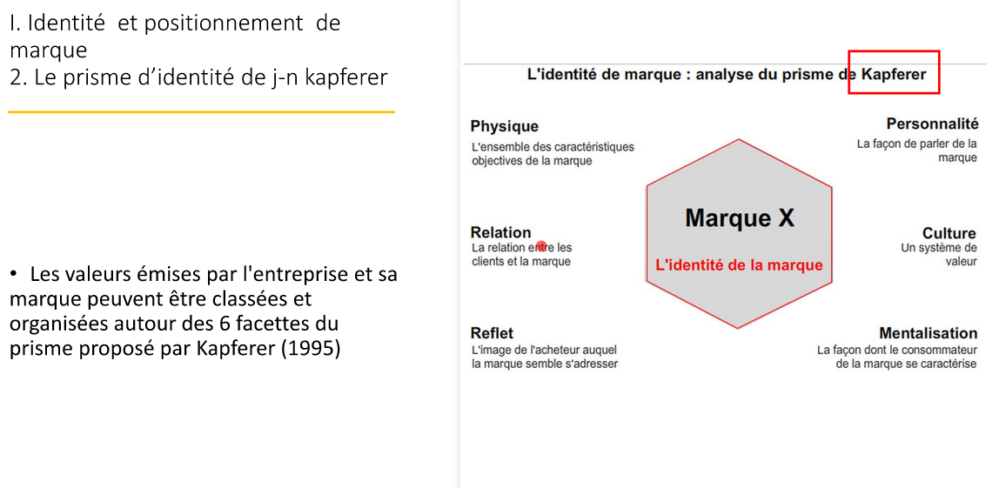 I. Identité et positionnement de
marque
2. Le prisme d’identité de j-n kapferer
• Les valeurs émises par l'entreprise et sa
marque peuvent être classées et
organisées autour des 6 facettes du
prisme proposé par Kapferer (1995)
L'identité de marque : analyse du prisme de Kapferer
Physique
L'ensemble des caractéristiques
objectives de la marque
Personnalité
La façon de parler de la
marque
Marque X
L'identité de la marque
Relation
La relation entre les
clients et la marque
Culture
Un système de
valeur
Reflet
L'image de l'acheteur auquel
la marque semble s'adresser
Mentalisation
La façon dont le consommateur
de la marque se caractérise